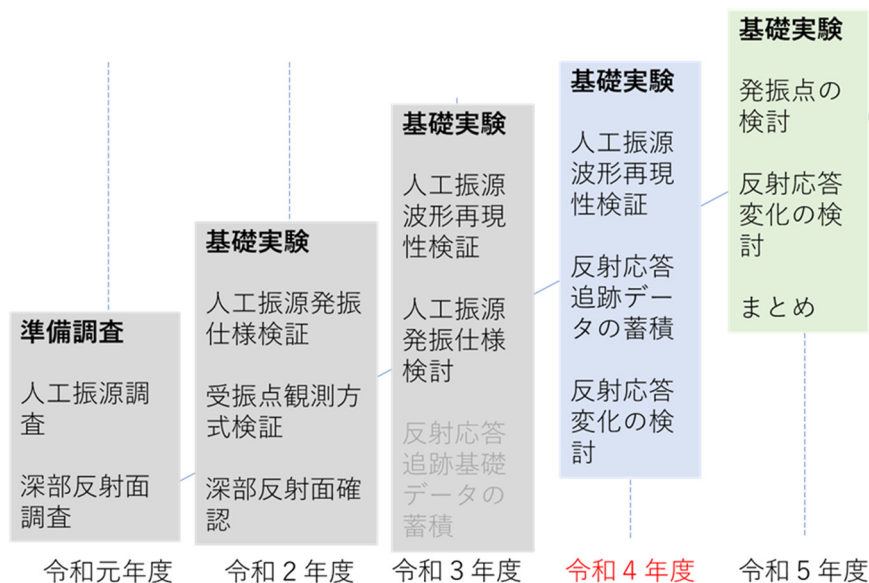 準備調査
人工振源調
査
深部反射面
調査
令和元年度
基礎実験
人工振源発振
仕様検証
受振点観測方
式検証
深部反射面確
認
令和2年度
基礎実験
人工振源
波形再現
性検証
人工振源
発振仕様
検討
反射応答
追跡基礎
データの
蓄積
令和3年度
基礎実験
人工振源
波形再現
性検証
反射応答
追跡デー
タの蓄積
反射応答
変化の検
討
令和4年度
基礎実験
発振点の
検討
反射応答
変化の検
討
まとめ
令和5年度